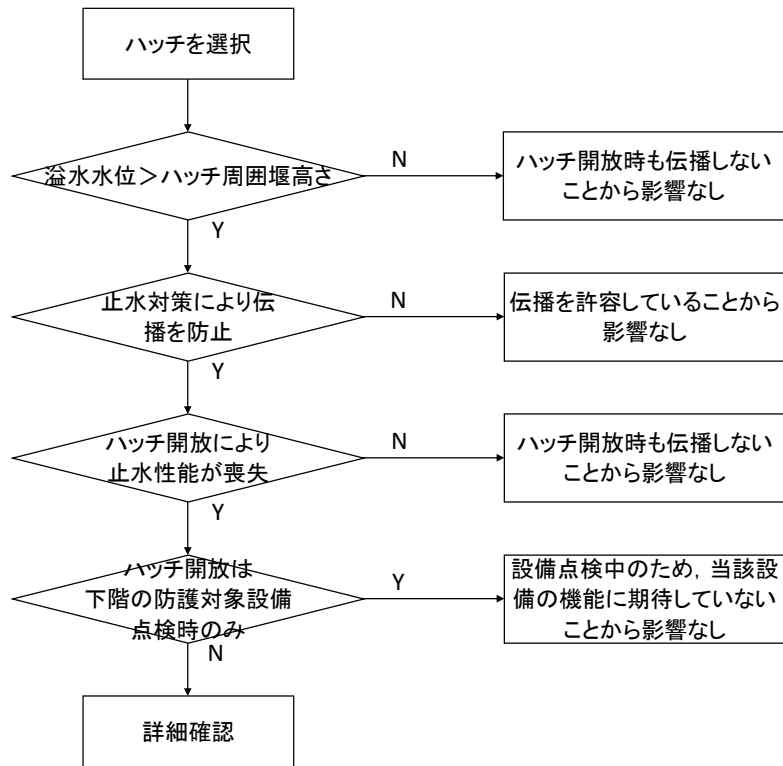 ハッチを選択
溢水水位＞ハッチ周囲堰高さ
N
ハッチ開放時も伝播しない
ことから影響なし
Y
止水対策により伝
播を防止
N
伝播を許容していることから
影響なし
Y
ハッチ開放により
止水性能が喪失
N
ハッチ開放時も伝播しない
ことから影響なし
Y
ハッチ開放は
下階の防護対象設備
点検時のみ
Y
設備点検中のため，当該設
備の機能に期待していない
ことから影響なし
N
詳細確認